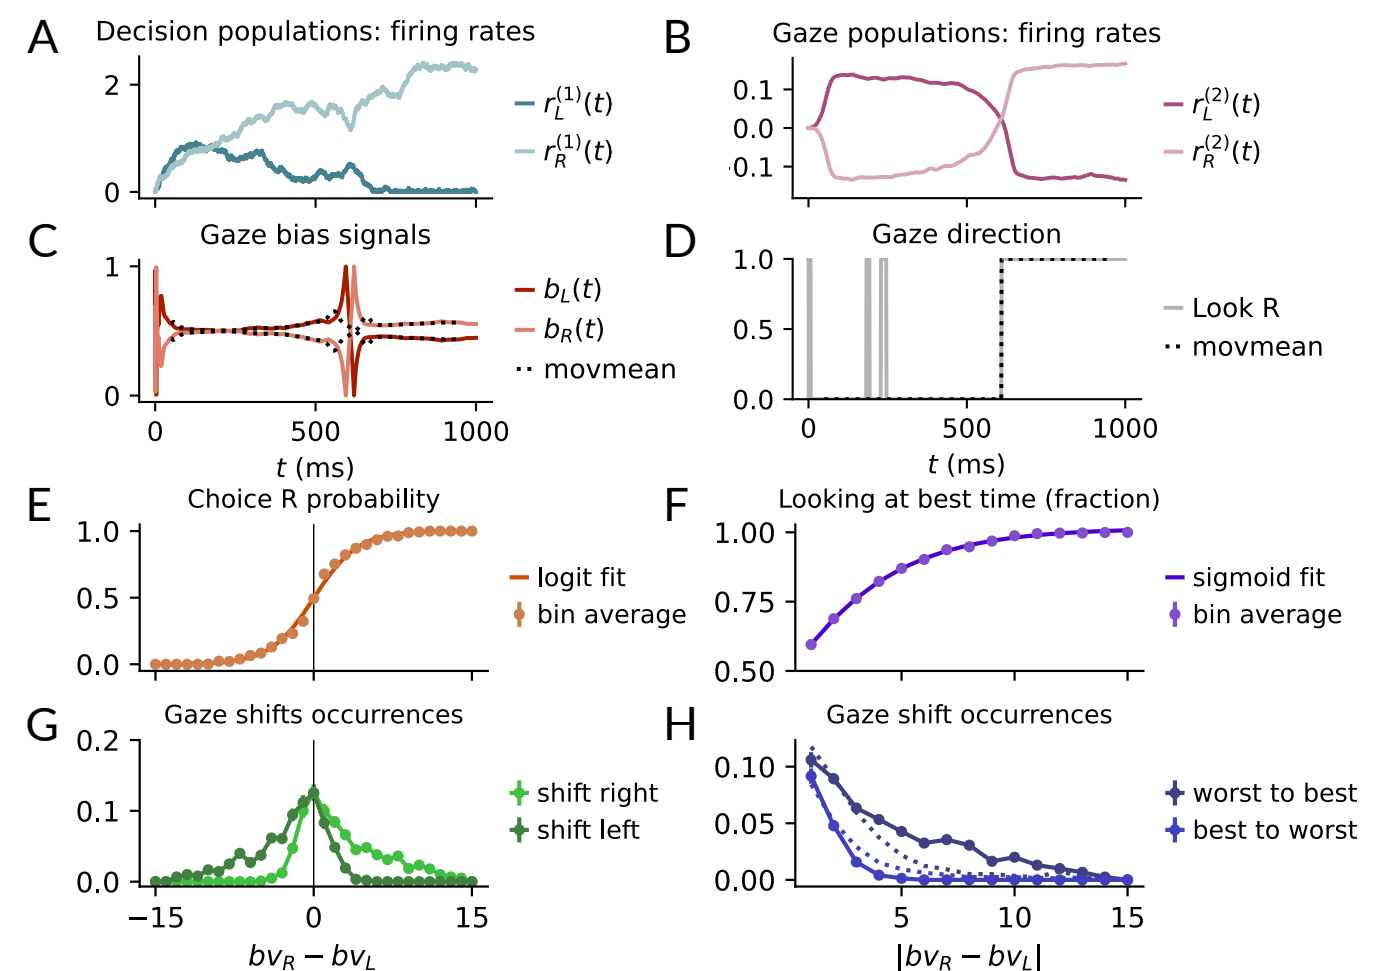 A Decision populations: firing rates
2
0
r_L^(1)(t)
r_R^(1)(t)
B Gaze populations: firing rates
0.1
0.0
.1
r_L^(2)(t)
r_R^(2)(t)
C Gaze bias signals
1
0
0 500 1000
t (ms)
b_L(t)
b_R(t)
movmean
D Gaze direction
1.0
0.5
0.0
0 500 1000
t (ms)
Look R
movmean
E Choice R probability
1.0
0.5
0.0
logit fit
bin average
F Looking at best time (fraction)
1.00
0.75
0.50
sigmoid fit
bin average
G Gaze shifts occurrences
0.2
0.1
0.0
−15 0 15
bv_R − bv_L
shift right
shift left
H Gaze shift occurrences
0.10
0.05
0.00
5 10 15
|bv_R − bv_L|
worst to best
best to worst